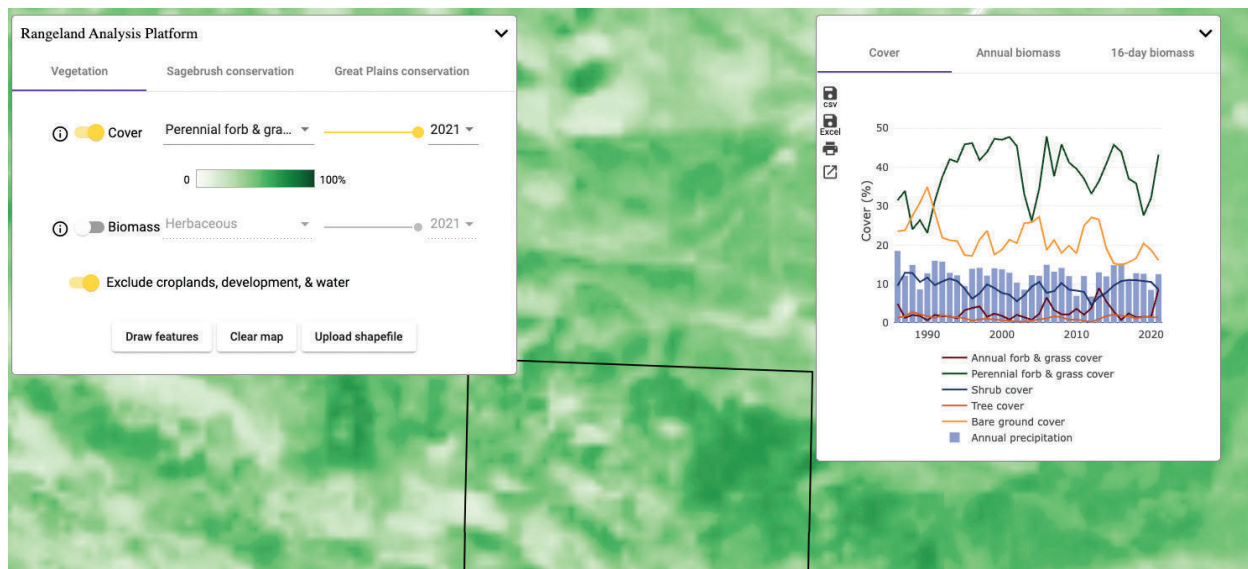 Rangeland Analysis Platform
Vegetation Sagebrush conservation Great Plains conservation
Cover Perennial forb & gra... 2021
0 100%
Biomass Herbaceous 2021
Exclude croplands, development, & water
Draw features Clear map Upload shapefile
Cover Annual biomass 16-day biomass
CSV
Excel
Cover (%)
50
40
30
20
10
0
1990 2000 2010 2020
Annual forb & grass cover
Perennial forb & grass cover
Shrub cover
Tree cover
Bare ground cover
Annual precipitation